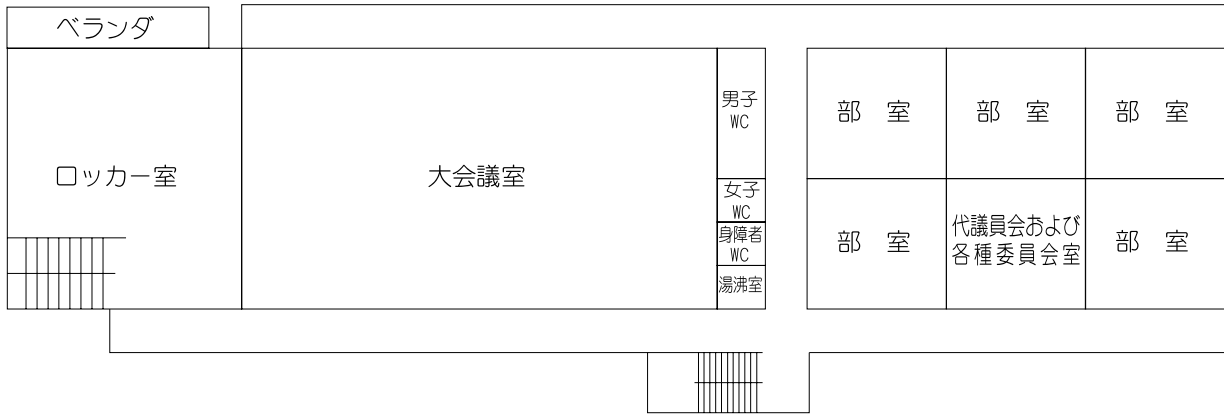 ベランダ
ロッカー室
大会議室
男子
WC
女子
WC
身障者
WC
湯沸室
部 室
部 室
部 室
部 室
代議員会および
各種委員会室
部 室